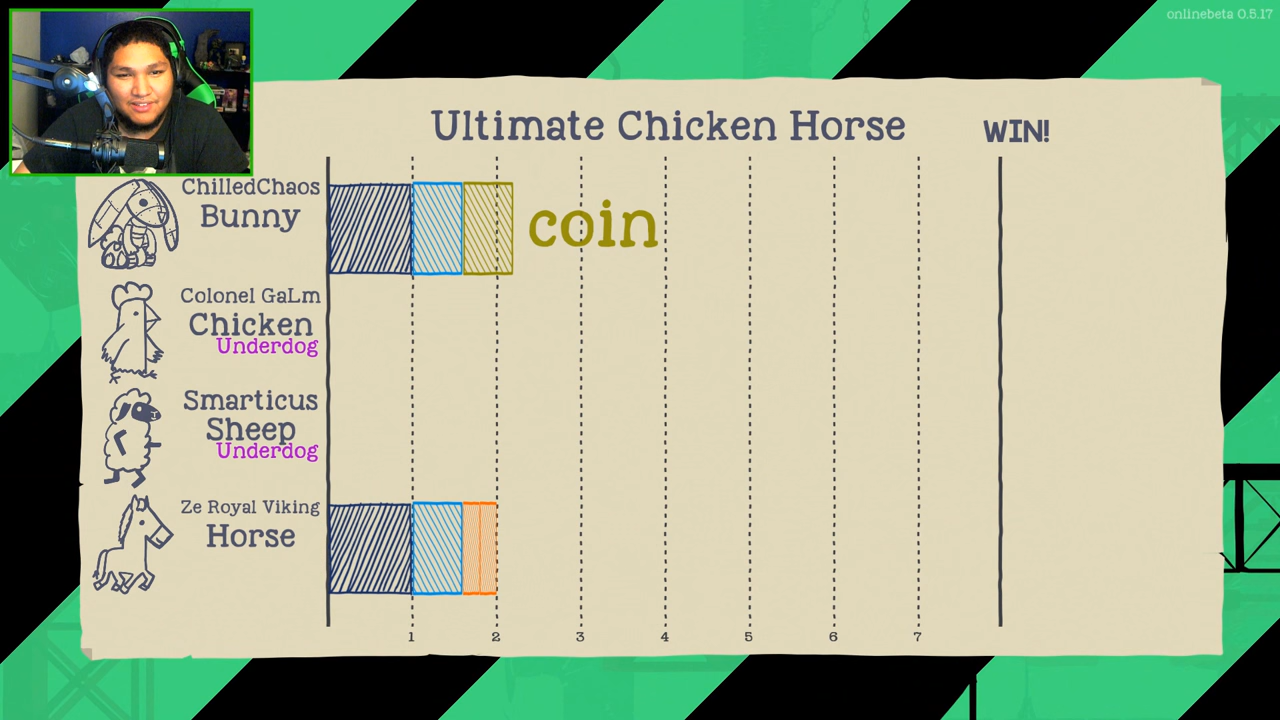 onlinebeta 0.5.17
Ultimate Chicken Horse
WIN!
ChilledChaos
Bunny
coin
Colonel GaLm
Chicken
Underdog
Smarticus
Sheep
Underdog
Ze Royal Viking
Horse
1 2 3 4 5 6 7